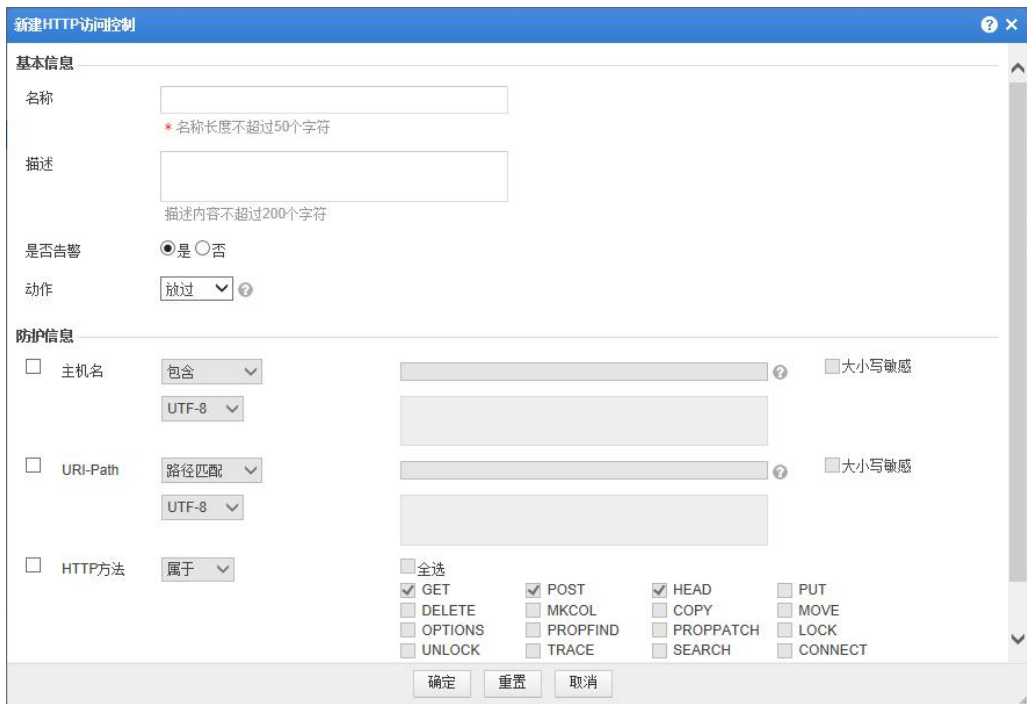 新建HTTP访问控制
基本信息
名称
* 名称长度不超过50个字符
描述
描述内容不超过200个字符
是否告警 是 否
动作 放过
防护信息
主机名 包含 大小写敏感
UTF-8
URI-Path 路径匹配 大小写敏感
UTF-8
HTTP方法 属于 全选
GET POST HEAD PUT
DELETE MKCOL COPY MOVE
OPTIONS PROPFIND PROPPATCH LOCK
UNLOCK TRACE SEARCH CONNECT
确定 重置 取消